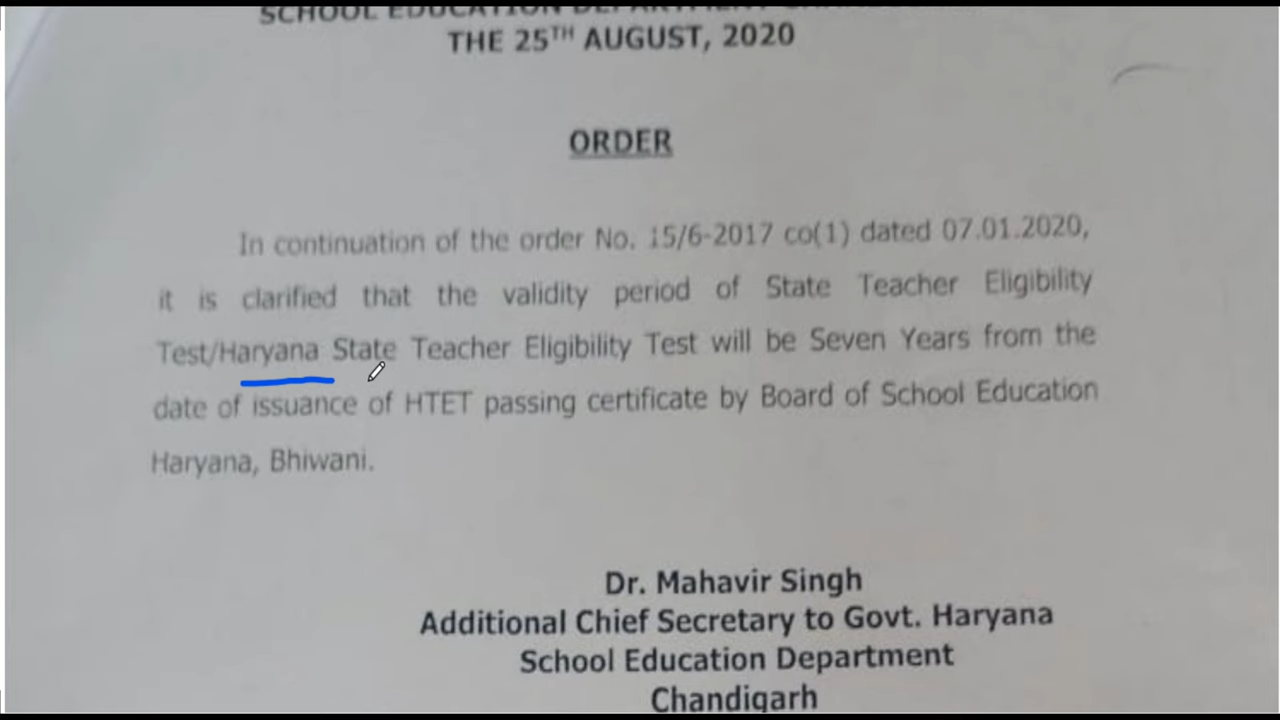 SCHOOL EDUCATION DEPARTMENT
THE 25TH AUGUST, 2020
ORDER
In continuation of the order No. 15/6-2017 co(1) dated 07.01.2020,
it is clarified that the validity period of State Teacher Eligibility
Test/Haryana State Teacher Eligibility Test will be Seven Years from the
date of issuance of HTET passing certificate by Board of School Education
Haryana, Bhiwani.
Dr. Mahavir Singh
Additional Chief Secretary to Govt. Haryana
School Education Department
Chandigarh